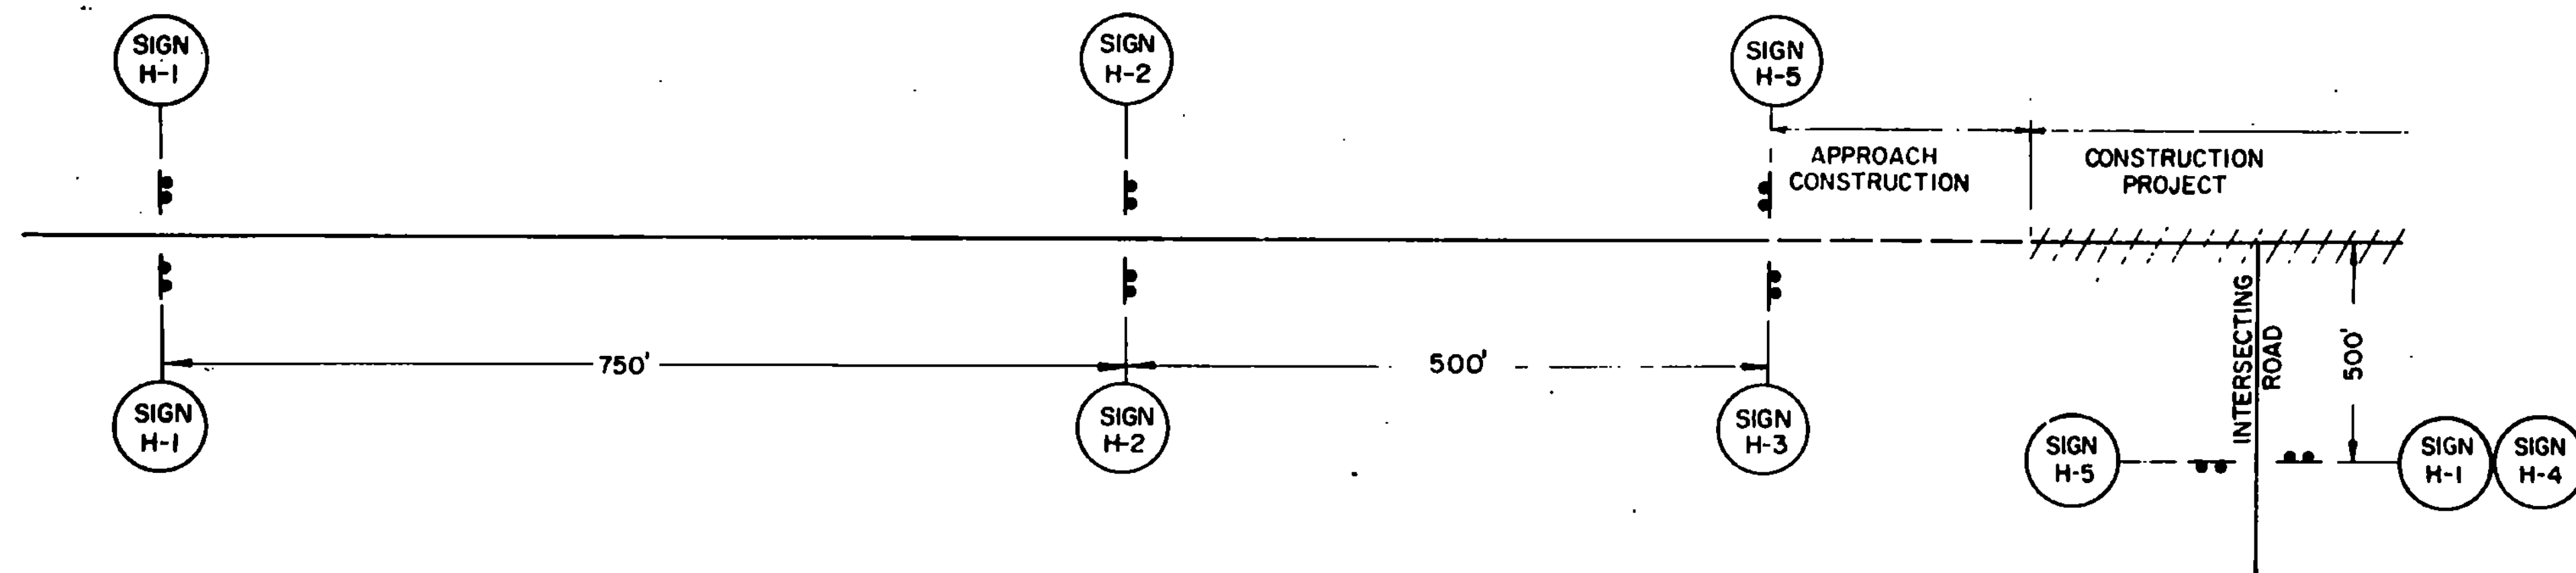 SIGN
H-1
SIGN
H-2
SIGN
H-5
APPROACH
CONSTRUCTION
CONSTRUCTION
PROJECT
750'
500'
INTERSECTING
ROAD
500'
SIGN
H-1
SIGN
H-2
SIGN
H-3
SIGN
H-5
SIGN
H-1
SIGN
H-4